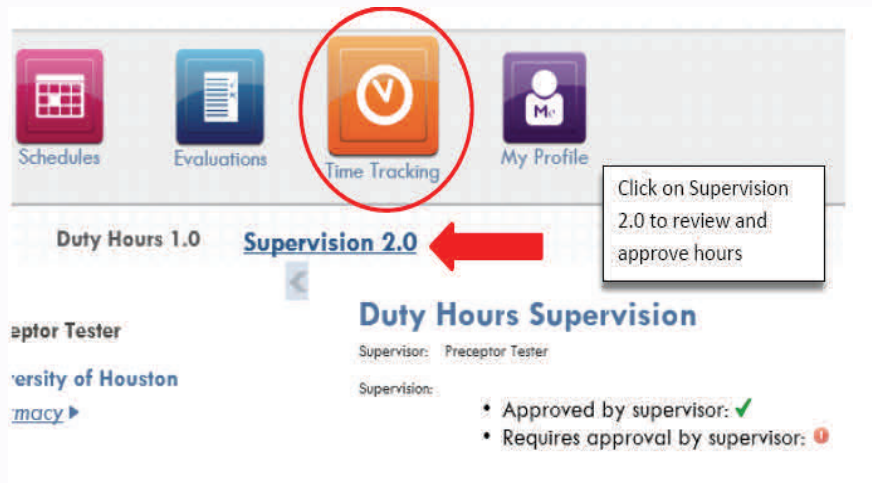 Schedules
Evaluations
Time Tracking
Me
My Profile
Click on Supervision
2.0 to review and
approve hours
Duty Hours 1.0
Supervision 2.0
eptor Tester
ersity of Houston
macy
Duty Hours Supervision
Supervisor: Preceptor Tester
Supervision:
• Approved by supervisor:
• Requires approval by supervisor: